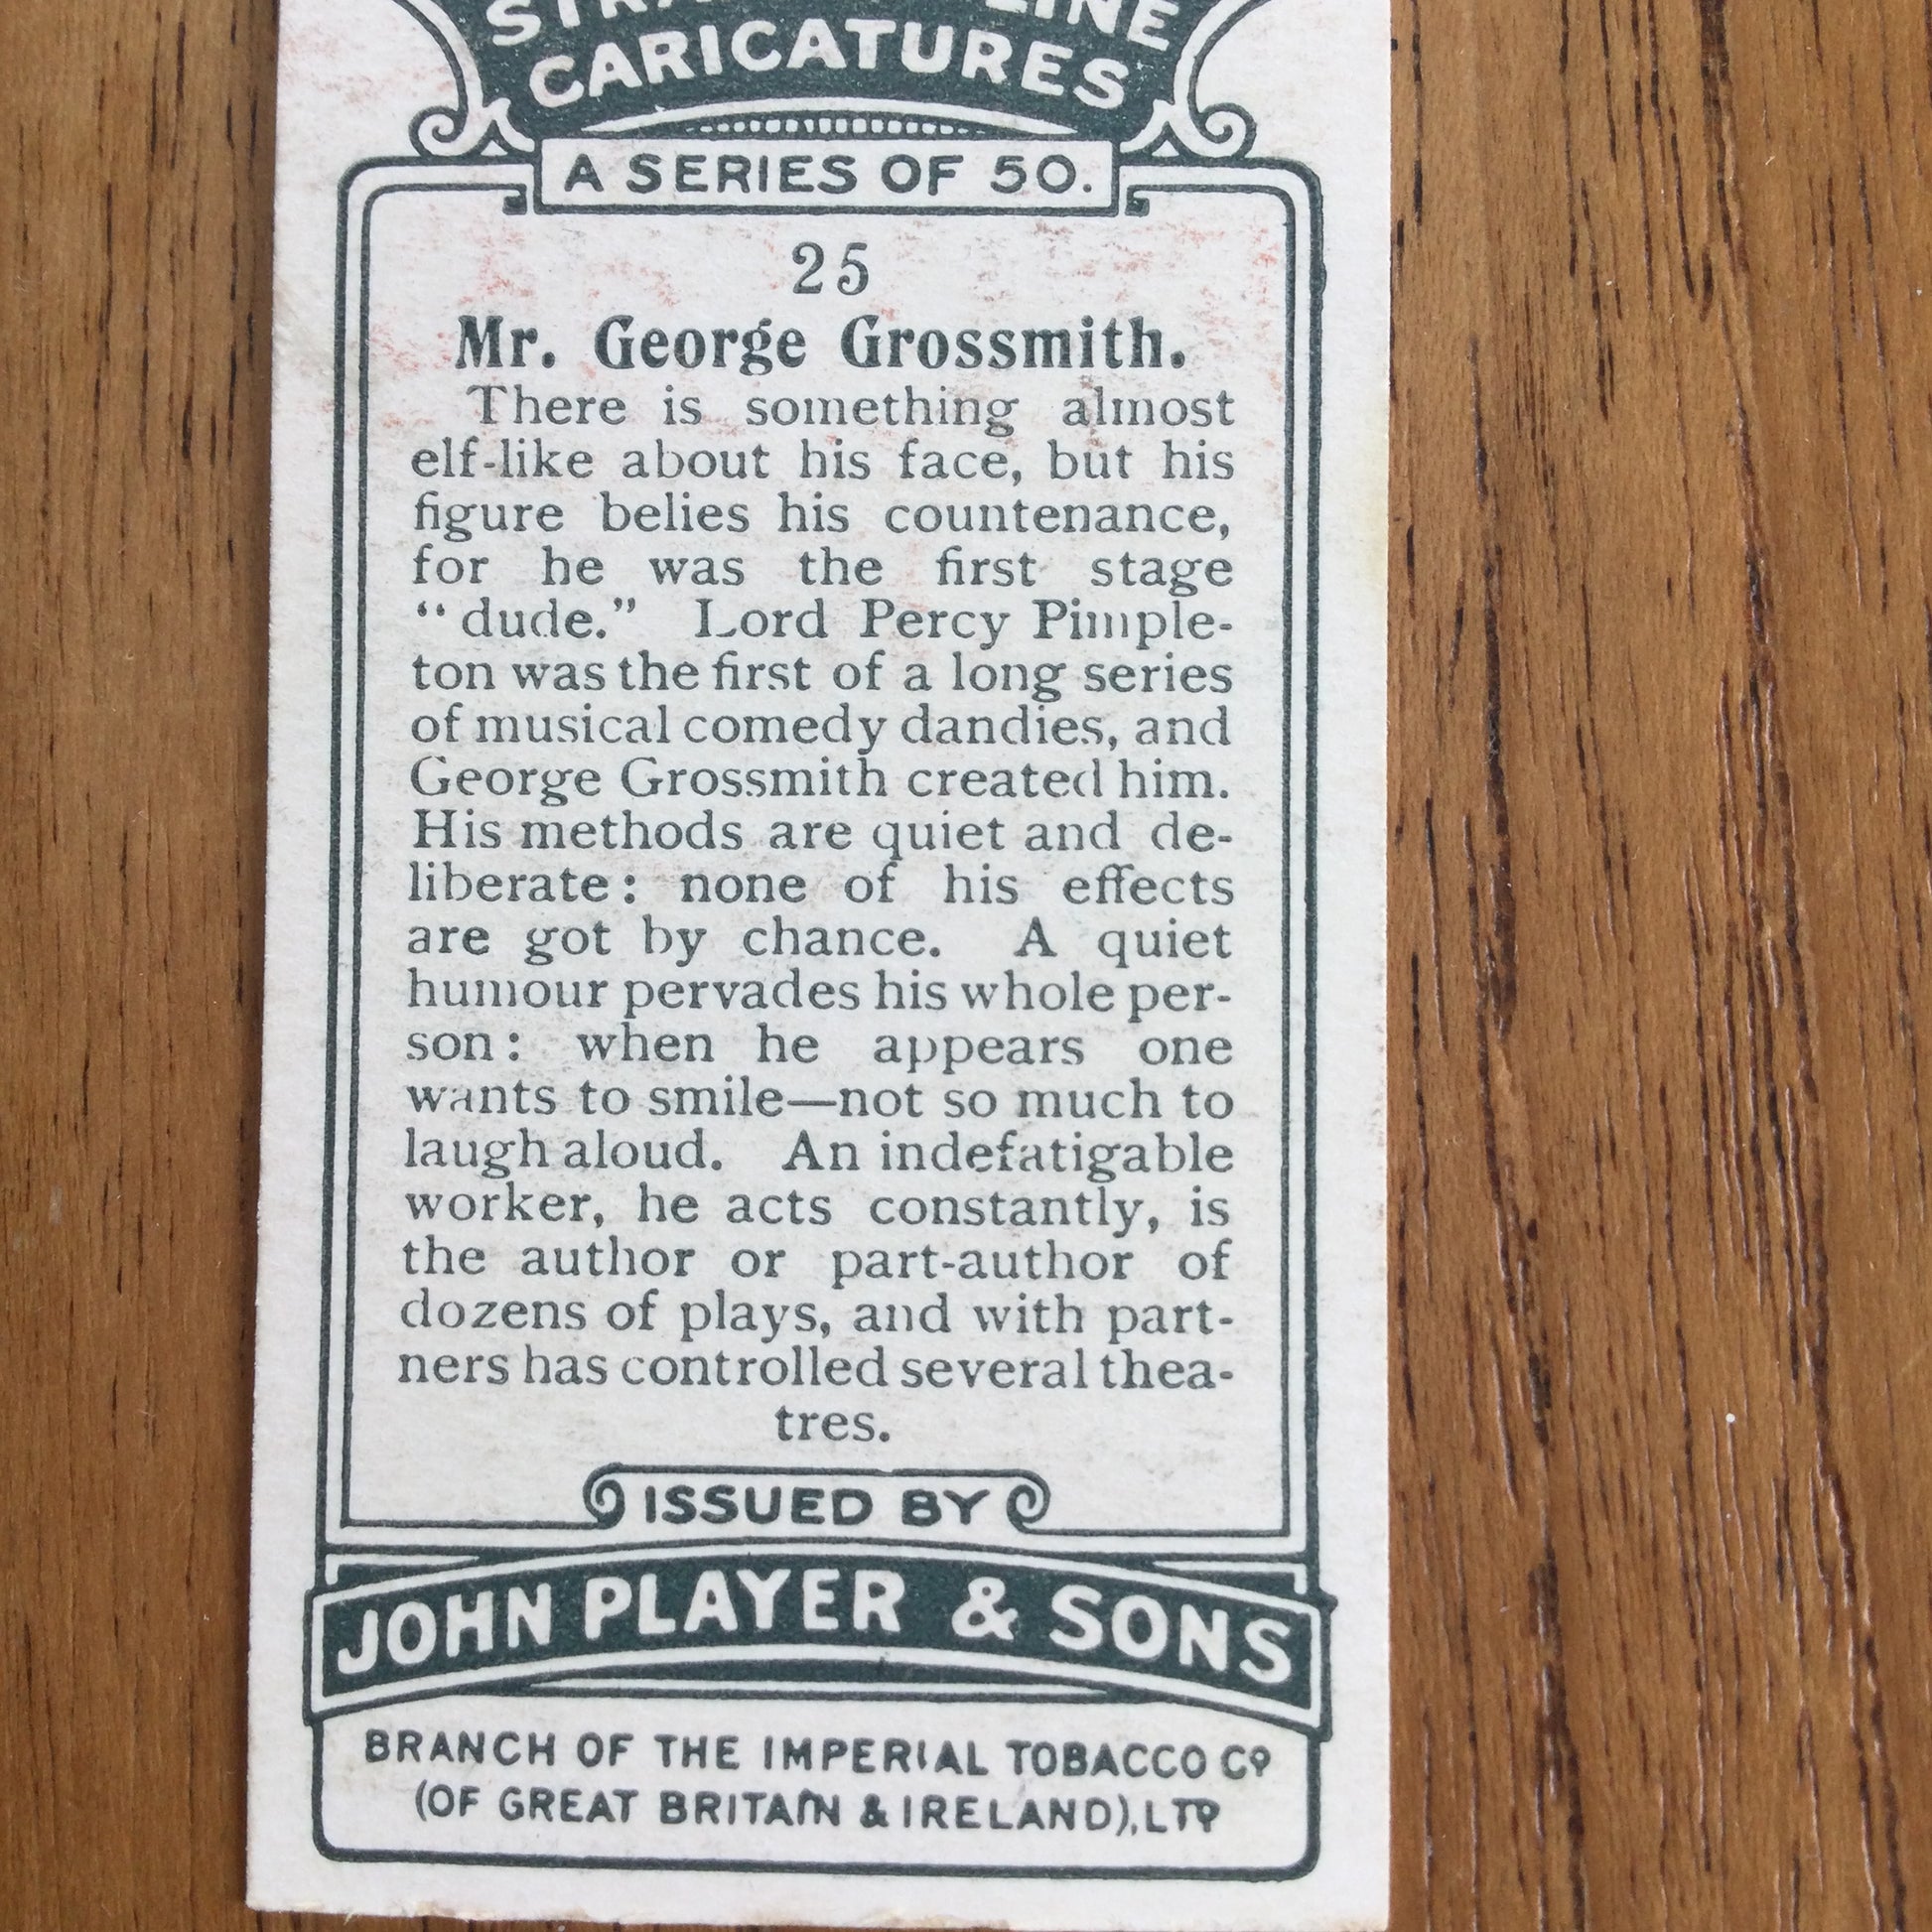 CARICATURES
A SERIES OF 50.
25
Mr. George Grossmith.
There is something almost
elf-like about his face, but his
figure belies his countenance,
for he was the first stage
“dude.” Lord Percy Pimple-
ton was the first of a long series
of musical comedy dandies, and
George Grossmith created him.
His methods are quiet and de-
liberate: none of his effects
are got by chance. A quiet
humour pervades his whole per-
son: when he appears one
wants to smile—not so much to
laugh aloud. An indefatigable
worker, he acts constantly, is
the author or part-author of
dozens of plays, and with part-
ners has controlled several thea-
tres.
ISSUED BY
JOHN PLAYER & SONS
BRANCH OF THE IMPERIAL TOBACCO Co
(OF GREAT BRITAIN & IRELAND), LTD